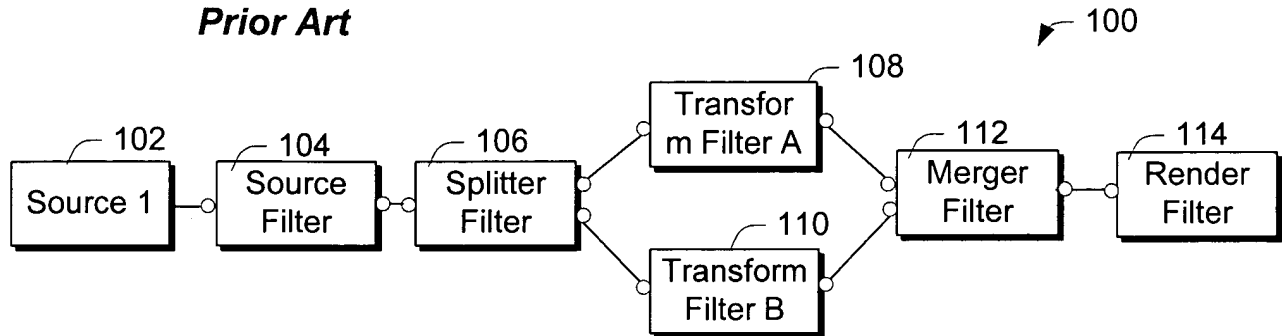 Prior Art
100
108
Transfor
m Filter A
102
Source 1
104
Source
Filter
106
Splitter
Filter
110
Transform
Filter B
112
Merger
Filter
114
Render
Filter